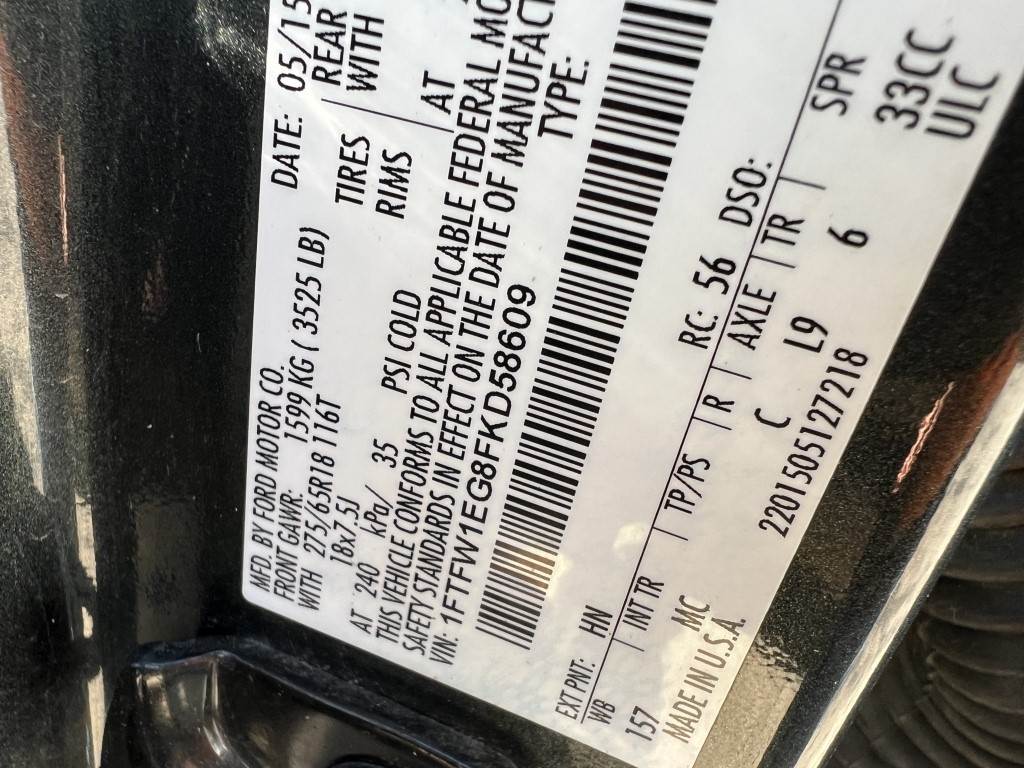 MFD. BY FORD MOTOR CO.
DATE: 05/15
FRONT GAWR: 1599 KG ( 3525 LB)
REAR
WITH 275/65R18 116T
TIRES
WITH
18x7.5J
RIMS
AT 240 kPa/ 35 PSI COLD
AT
THIS VEHICLE CONFORMS TO ALL APPLICABLE FEDERAL MO
SAFETY STANDARDS IN EFFECT ON THE DATE OF MANUFACT
VIN: 1FTFW1EG8FKD58609
TYPE:
EXT PNT: HN
RC: 56 DSO:
WB | INT TR | TP/PS | R | AXLE | TR | SPR
157 MC C L9 6 33CC
MADE IN U.S.A.
2201505127218
ULC